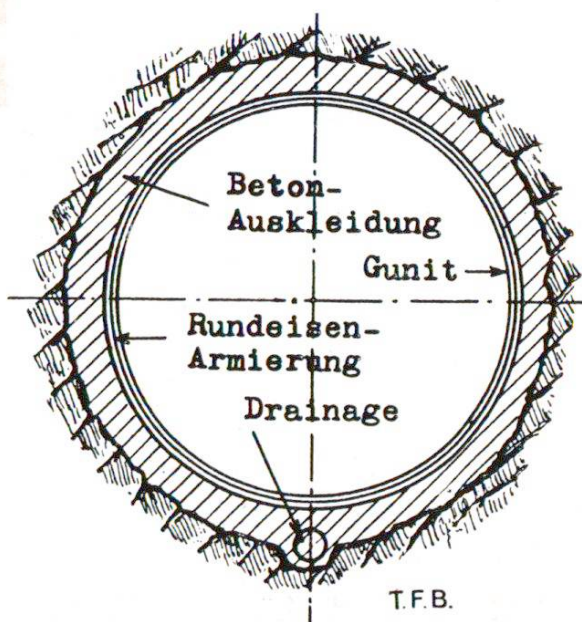 Beton-
Auskleidung
Gunit
Rundeisen-
Armierung
Drainage
T.F.B.